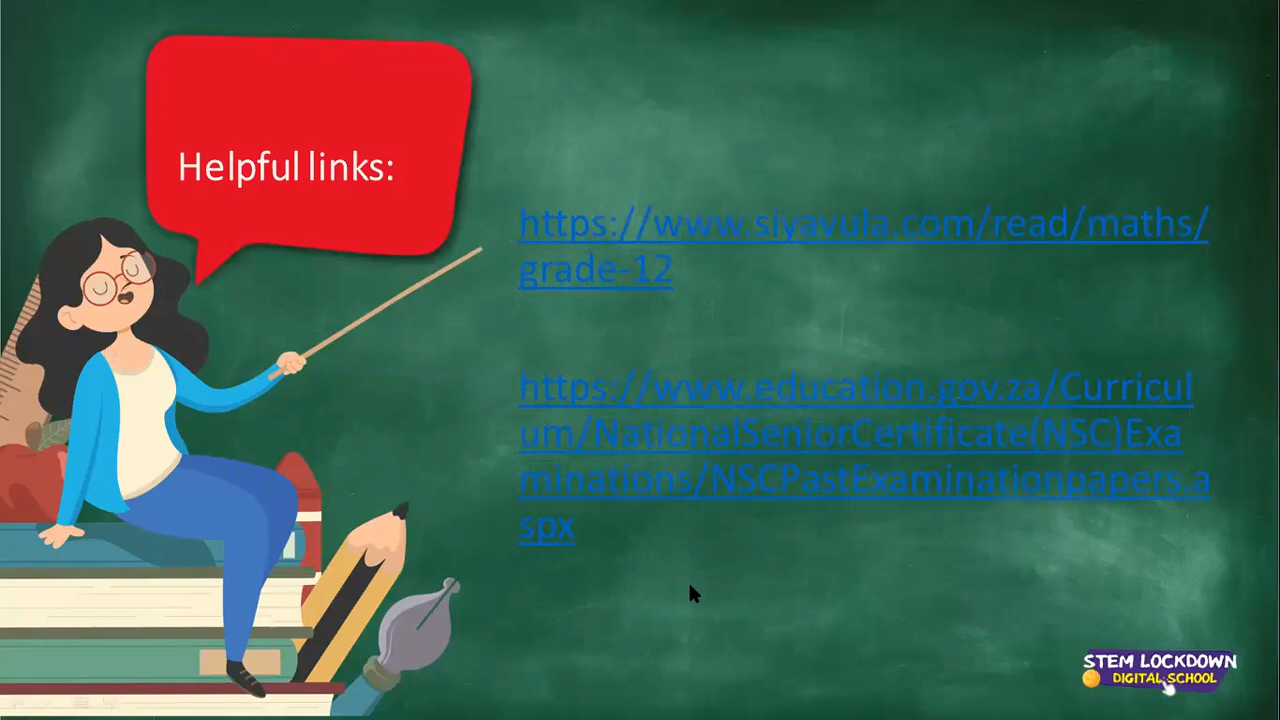 Helpful links:
https://www.siyavula.com/read/maths/
grade-12
https://www.education.gov.za/Curricul
um/NationalSeniorCertificate(NSC)Exa
minations/NSCPastExaminationpapers.a
spx
STEM LOCKDOWN
DIGITAL SCHOOL